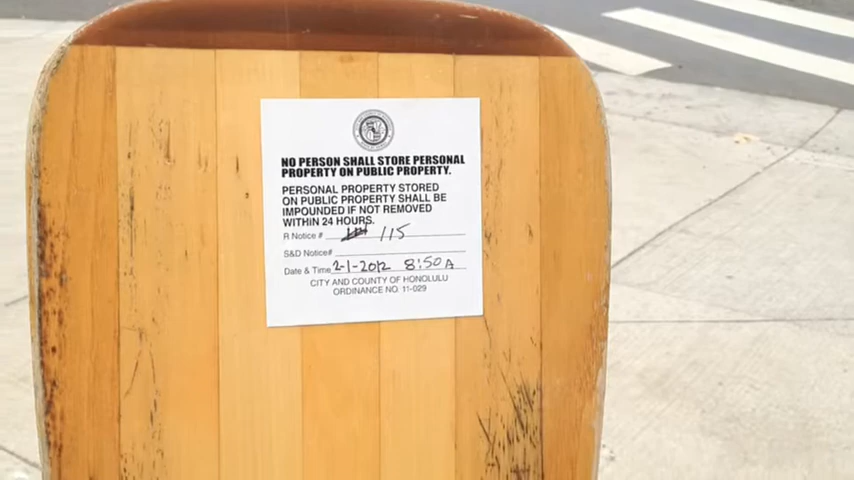 NO PERSON SHALL STORE PERSONAL
PROPERTY ON PUBLIC PROPERTY.
PERSONAL PROPERTY STORED
ON PUBLIC PROPERTY SHALL BE
IMPOUNDED IF NOT REMOVED
WITHIN 24 HOURS.
R Notice # 115
S&D Notice#
Date & Time 2-1-2012 8:50A
CITY AND COUNTY OF HONOLULU
ORDINANCE NO. 11-029